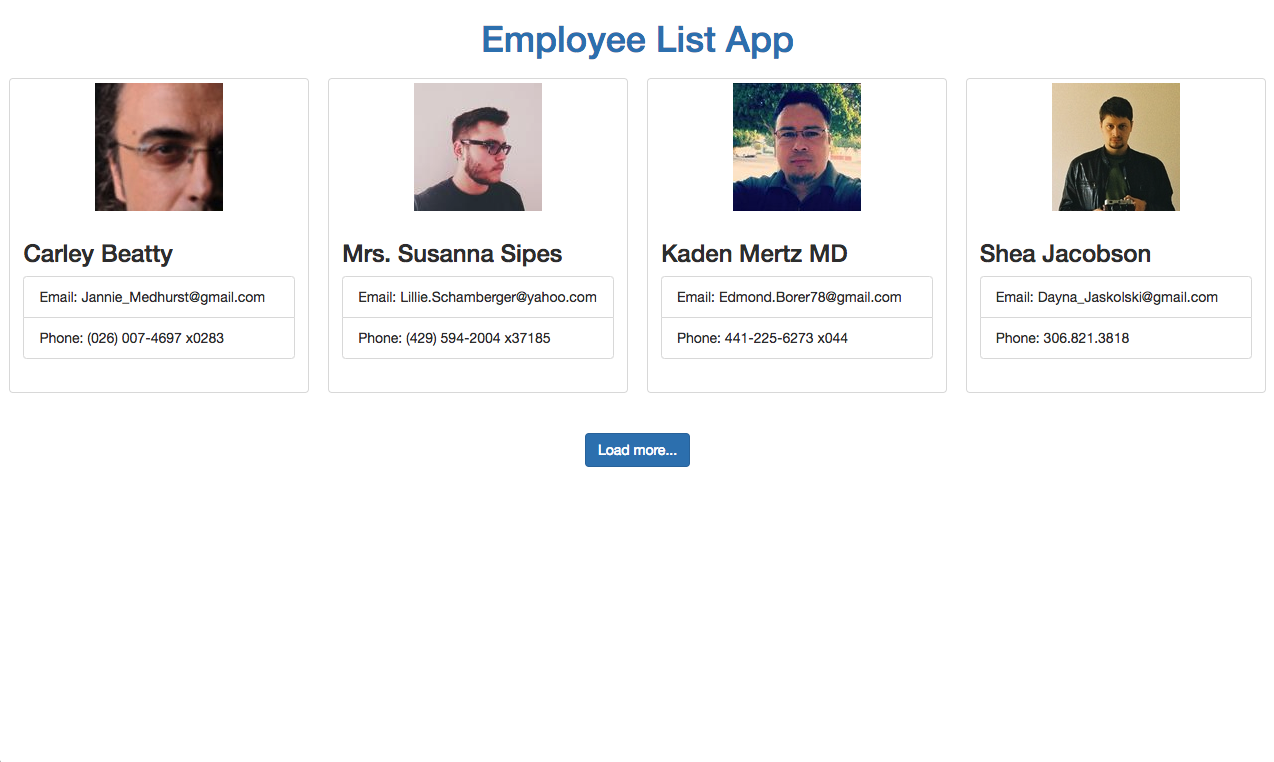 Employee List App
Carley Beatty
Email: Jannie_Medhurst@gmail.com
Phone: (026) 007-4697 x0283
Mrs. Susanna Sipes
Email: Lillie.Schamberger@yahoo.com
Phone: (429) 594-2004 x37185
Kaden Mertz MD
Email: Edmond.Borer78@gmail.com
Phone: 441-225-6273 x044
Shea Jacobson
Email: Dayna_Jaskolski@gmail.com
Phone: 306.821.3818
Load more...